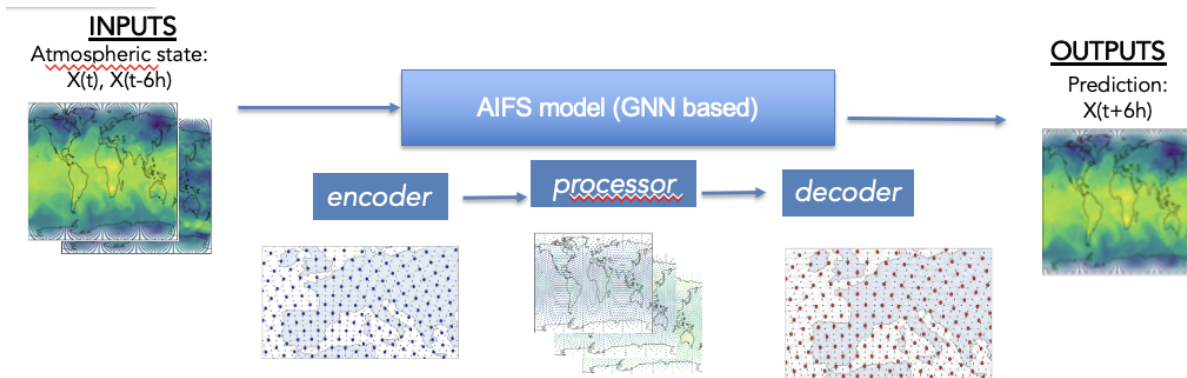 INPUTS
Atmospheric state:
X(t), X(t-6h)
AIFS model (GNN based)
OUTPUTS
Prediction:
X(t+6h)
encoder
processor
decoder